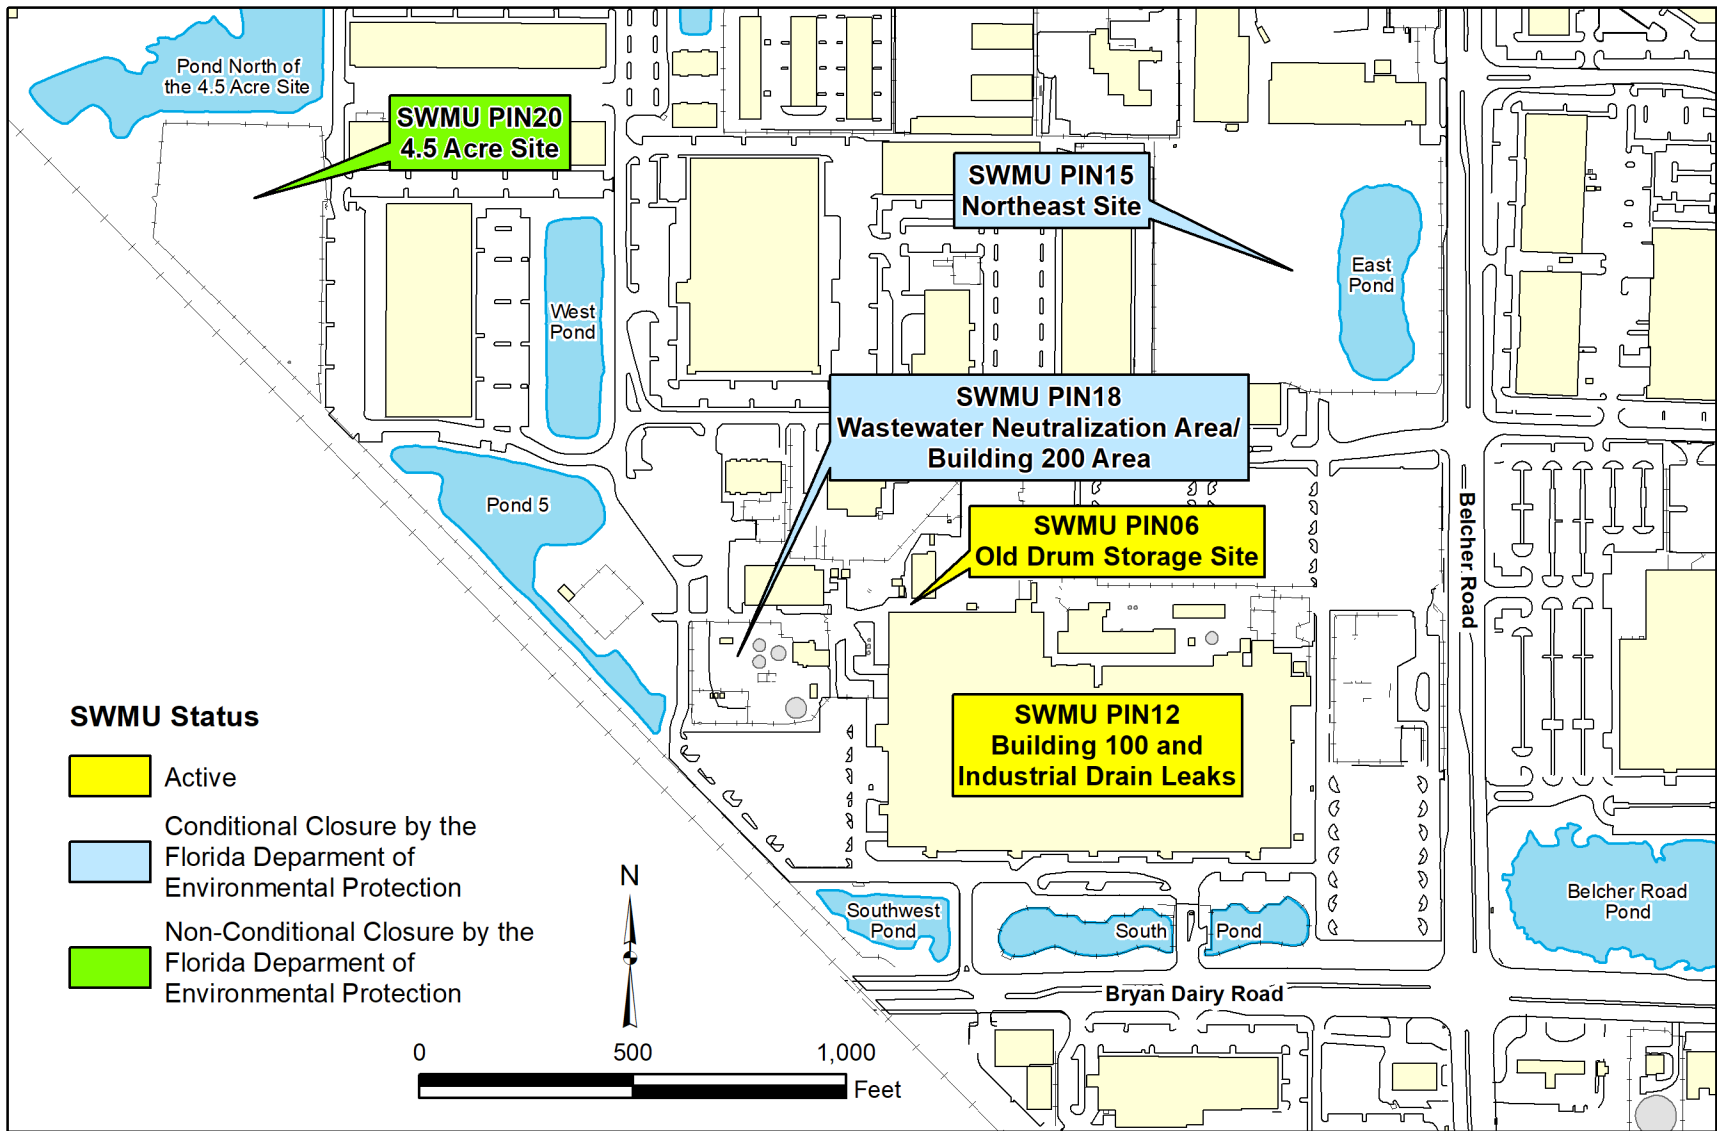 Pond North of
the 4.5 Acre Site
SWMU PIN20
4.5 Acre Site
SWMU PIN15
Northeast Site
East
Pond
West
Pond
SWMU PIN18
Wastewater Neutralization Area/
Building 200 Area
Pond 5
SWMU PIN06
Old Drum Storage Site
Belcher Road
SWMU PIN12
Building 100 and
Industrial Drain Leaks
SWMU Status
Active
Conditional Closure by the
Florida Deparment of
Environmental Protection
Non-Conditional Closure by the
Florida Deparment of
Environmental Protection
N
Southwest
Pond
South Pond
Belcher Road
Pond
Bryan Dairy Road
0 500 1,000
Feet